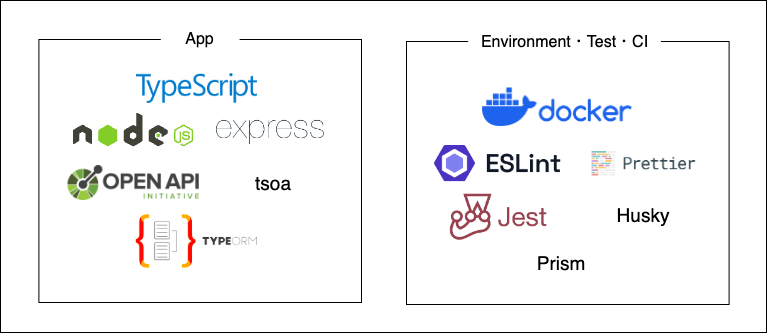 App
TypeScript
node JS
express
OPEN API
INITIATIVE
tsoa
TYPEORM
Environment・Test・CI
docker
ESLint
Prettier
Jest
Husky
Prism